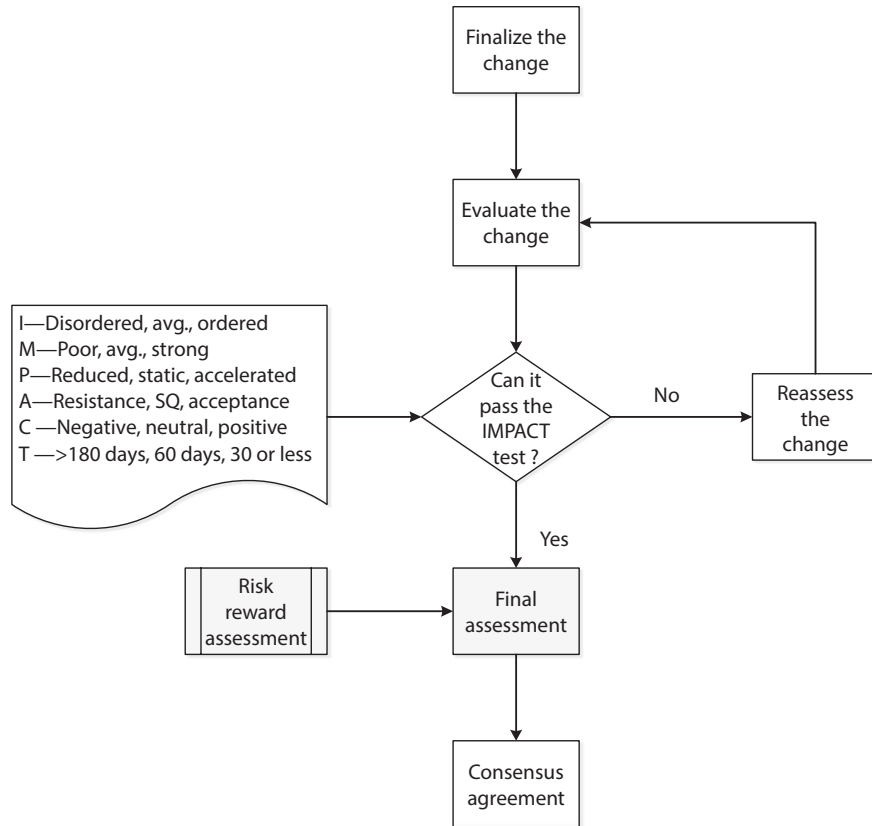 Finalize the
change
Evaluate the
change
I—Disordered, avg., ordered
M—Poor, avg., strong
P—Reduced, static, accelerated
A—Resistance, SQ, acceptance
C —Negative, neutral, positive
T —>180 days, 60 days, 30 or less
Can it
pass the
IMPACT
test ?
No
Reassess
the
change
Yes
Risk
reward
assessment
Final
assessment
Consensus
agreement